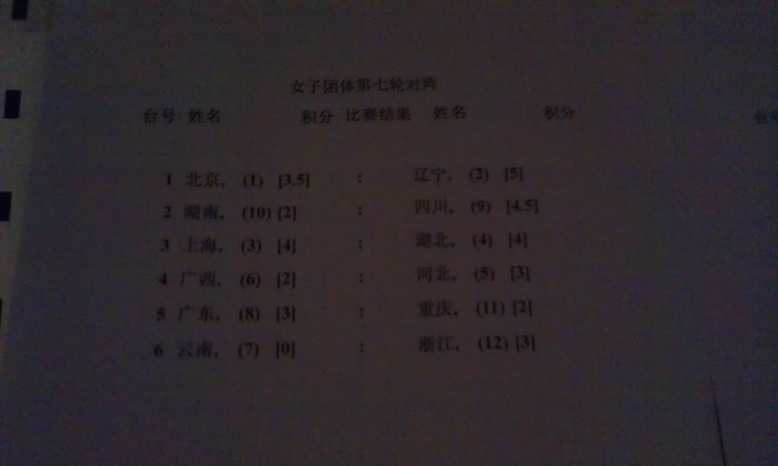 女子团体第七轮对阵
台号 姓名 积分 比赛结果 姓名 积分 台号
1 北京, (1) [3.5] : 辽宁, (2) [5]
2 湖南, (10) [2] : 四川, (9) [4.5]
3 上海, (3) [4] : 湖北, (4) [4]
4 广西, (6) [2] : 河北, (5) [3]
5 广东, (8) [3] : 重庆, (11) [2]
6 云南, (7) [0] : 浙江, (12) [3]